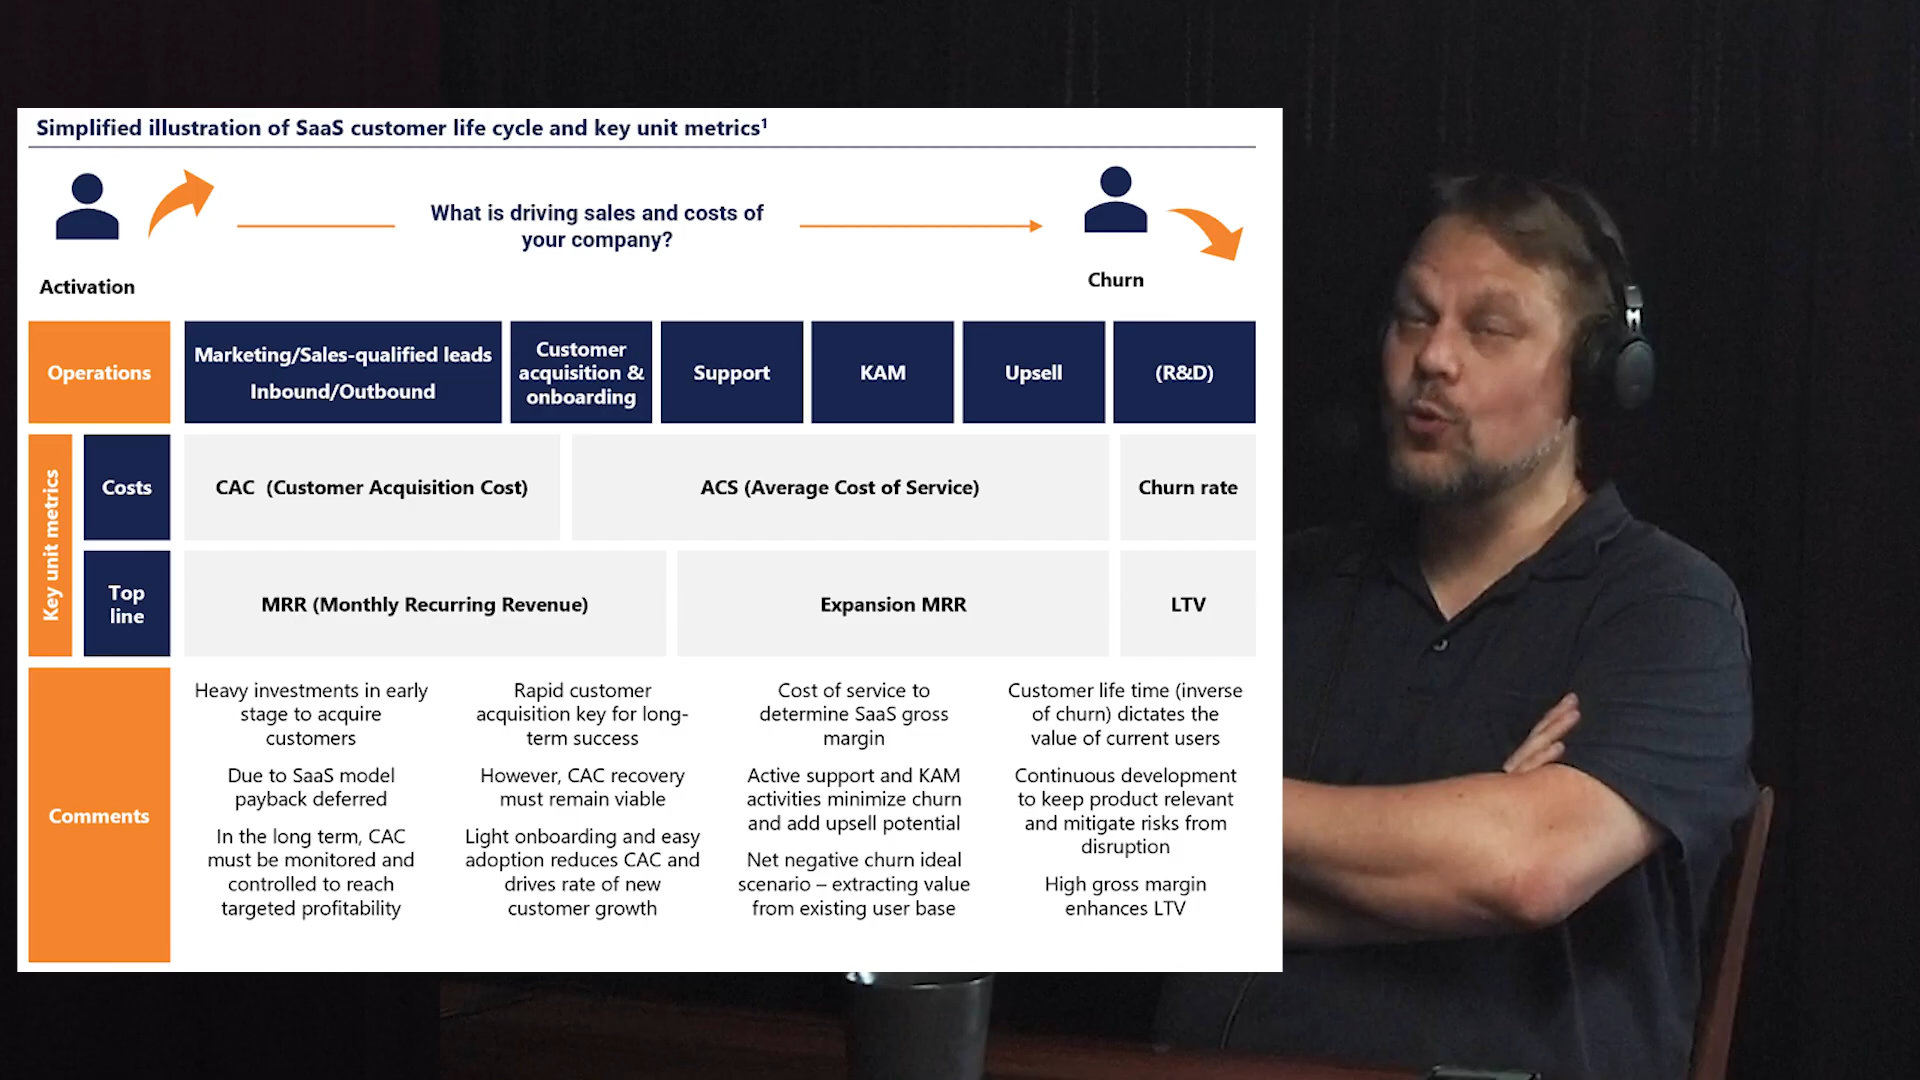 Simplified illustration of SaaS customer life cycle and key unit metrics¹
What is driving sales and costs of
your company?
Activation
Churn
Operations
Marketing/Sales-qualified leads
Inbound/Outbound
Customer
acquisition &
onboarding
Support
KAM
Upsell
(R&D)
Key unit metrics
Costs
CAC (Customer Acquisition Cost)
ACS (Average Cost of Service)
Churn rate
Top
line
MRR (Monthly Recurring Revenue)
Expansion MRR
LTV
Comments
Heavy investments in early
stage to acquire
customers
Due to SaaS model
payback deferred
In the long term, CAC
must be monitored and
controlled to reach
targeted profitability
Rapid customer
acquisition key for long-
term success
However, CAC recovery
must remain viable
Light onboarding and easy
adoption reduces CAC and
drives rate of new
customer growth
Cost of service to
determine SaaS gross
margin
Active support and KAM
activities minimize churn
and add upsell potential
Net negative churn ideal
scenario – extracting value
from existing user base
Customer life time (inverse
of churn) dictates the
value of current users
Continuous development
to keep product relevant
and mitigate risks from
disruption
High gross margin
enhances LTV